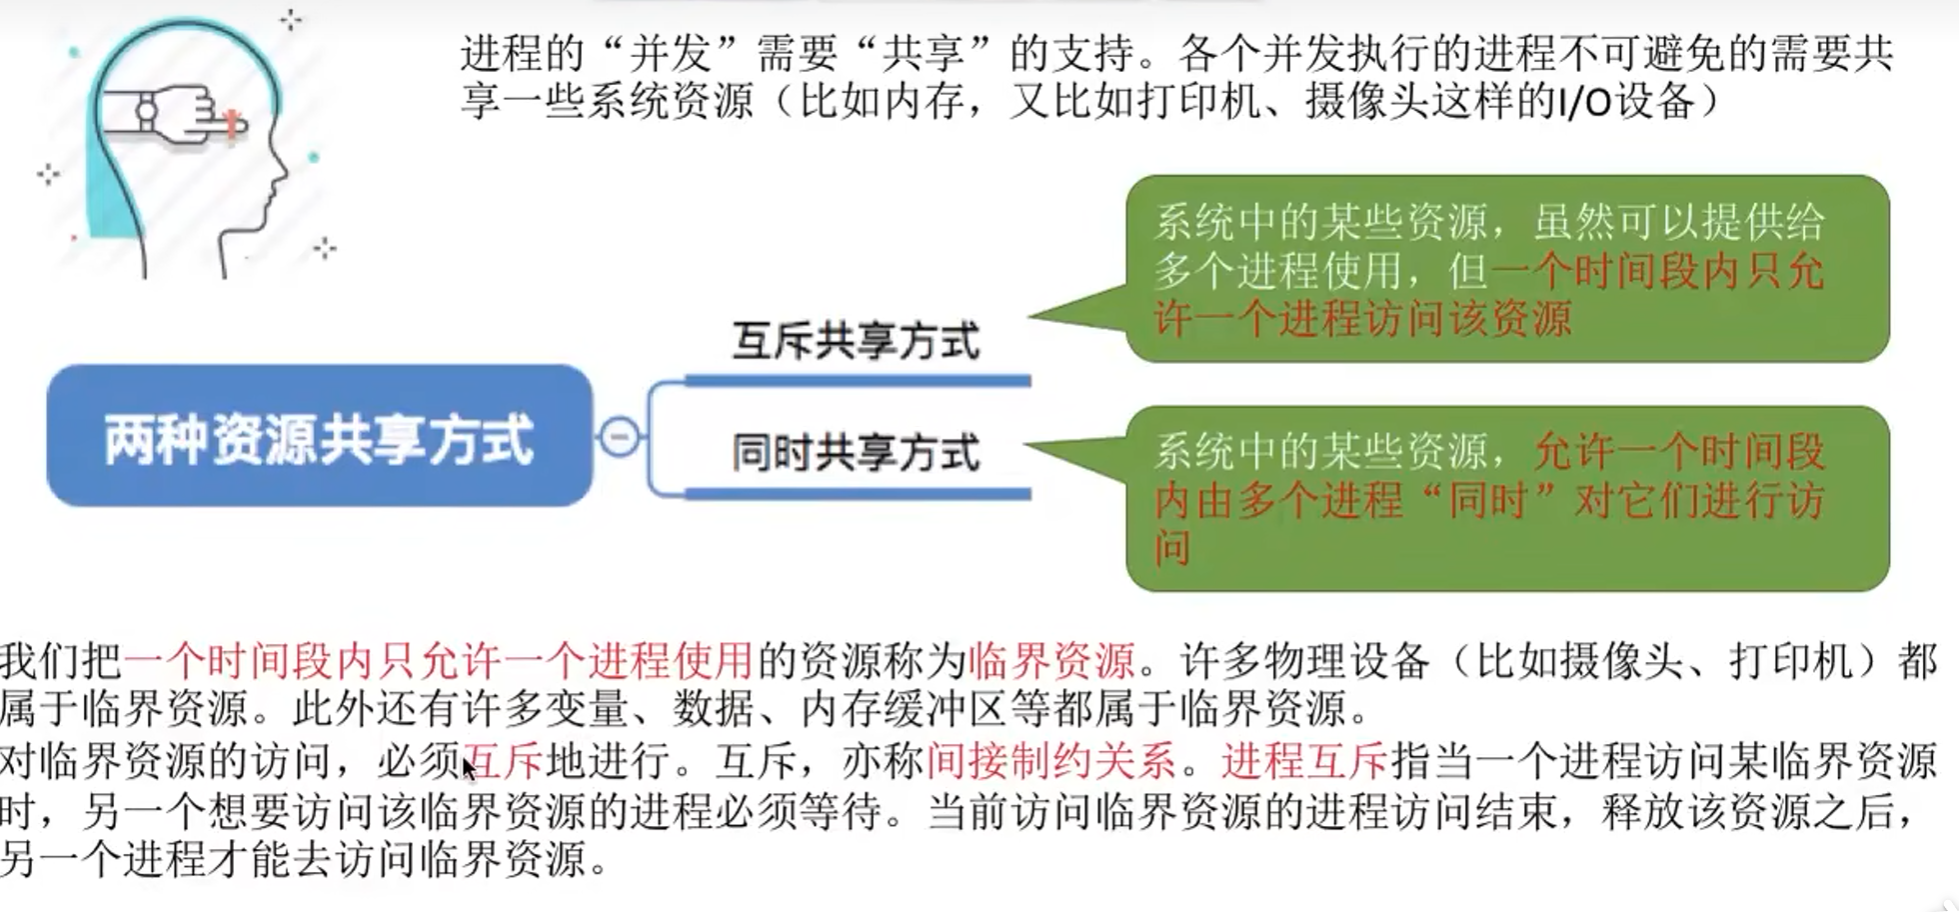 进程的“并发”需要“共享”的支持。各个并发执行的进程不可避免的需要共
享一些系统资源（比如内存，又比如打印机、摄像头这样的I/O设备）
系统中的某些资源，虽然可以提供给
多个进程使用，但一个时间段内只允
许一个进程访问该资源
互斥共享方式
两种资源共享方式
同时共享方式
系统中的某些资源，允许一个时间段
内由多个进程“同时”对它们进行访
问
我们把一个时间段内只允许一个进程使用的资源称为临界资源。许多物理设备（比如摄像头、打印机）都
属于临界资源。此外还有许多变量、数据、内存缓冲区等都属于临界资源。
对临界资源的访问，必须互斥地进行。互斥，亦称间接制约关系。进程互斥指当一个进程访问某临界资源
时，另一个想要访问该临界资源的进程必须等待。当前访问临界资源的进程访问结束，释放该资源之后，
另一个进程才能去访问临界资源。